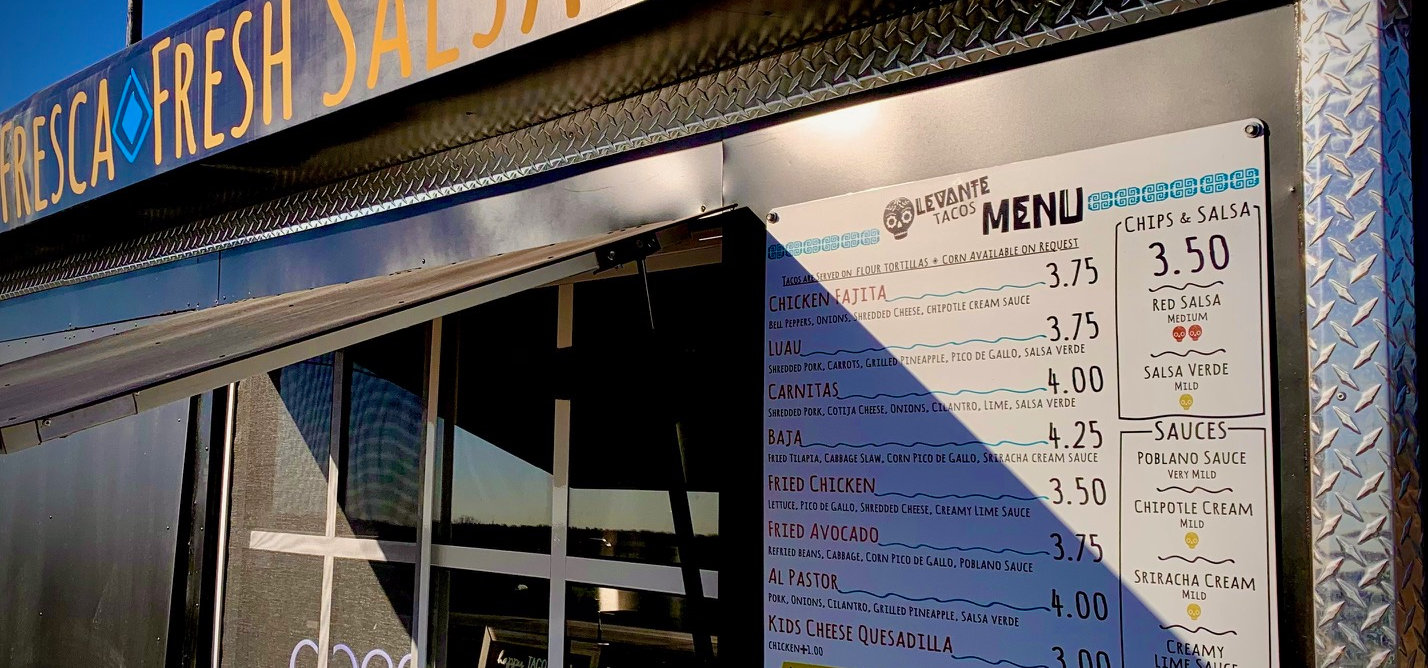 FRESCA FRESH SALSA
LEVANTE
TACOS
MENU
TACOS ARE SERVED ON FLOUR TORTILLAS * CORN AVAILABLE ON REQUEST
CHICKEN FAJITA 3.75
BELL PEPPERS, ONIONS, SHREDDED CHEESE, CHIPOTLE CREAM SAUCE
LUAU 3.75
SHREDDED PORK, CARROTS, GRILLED PINEAPPLE, PICO DE GALLO, SALSA VERDE
CARNITAS 4.00
SHREDDED PORK, COTIJA CHEESE, ONIONS, CILANTRO, LIME, SALSA VERDE
BAJA 4.25
FRIED TILAPIA, CABBAGE SLAW, CORN PICO DE GALLO, SRIRACHA CREAM SAUCE
FRIED CHICKEN 3.50
LETTUCE, PICO DE GALLO, SHREDDED CHEESE, CREAMY LIME SAUCE
FRIED AVOCADO 3.75
REFRIED BEANS, CABBAGE, CORN PICO DE GALLO, POBLANO SAUCE
AL PASTOR 4.00
PORK, ONIONS, CILANTRO, GRILLED PINEAPPLE, SALSA VERDE
KIDS CHEESE QUESADILLA 3.00
CHICKEN+1.00
CHIPS & SALSA
3.50
RED SALSA
MEDIUM
SALSA VERDE
MILD
SAUCES
POBLANO SAUCE
VERY MILD
CHIPOTLE CREAM
MILD
SRIRACHA CREAM
MILD
CREAMY
LIME SAUCE
happy TACO